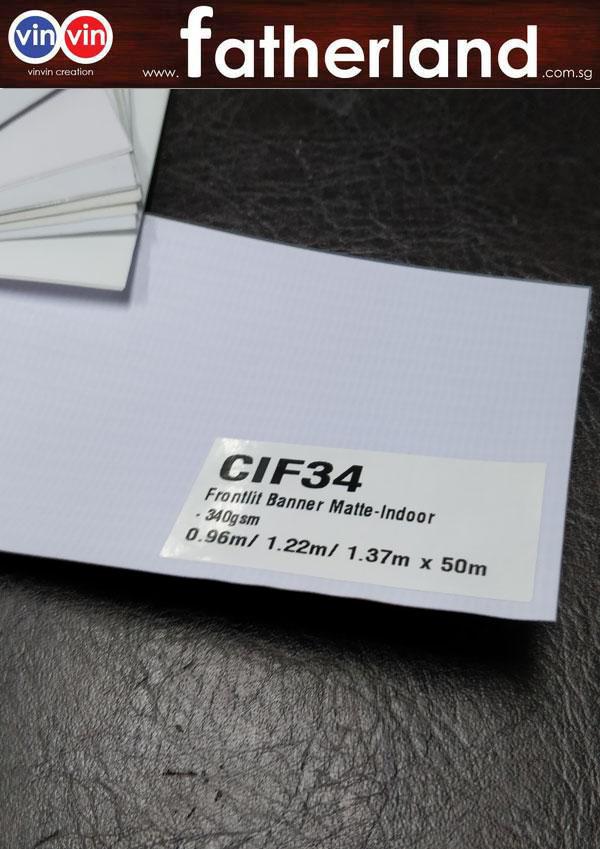 vin vin
vinvin creation
www.fatherland.com.sg
CIF34
Frontlit Banner Matte-Indoor
- 340gsm
0.96m/ 1.22m/ 1.37m x 50m